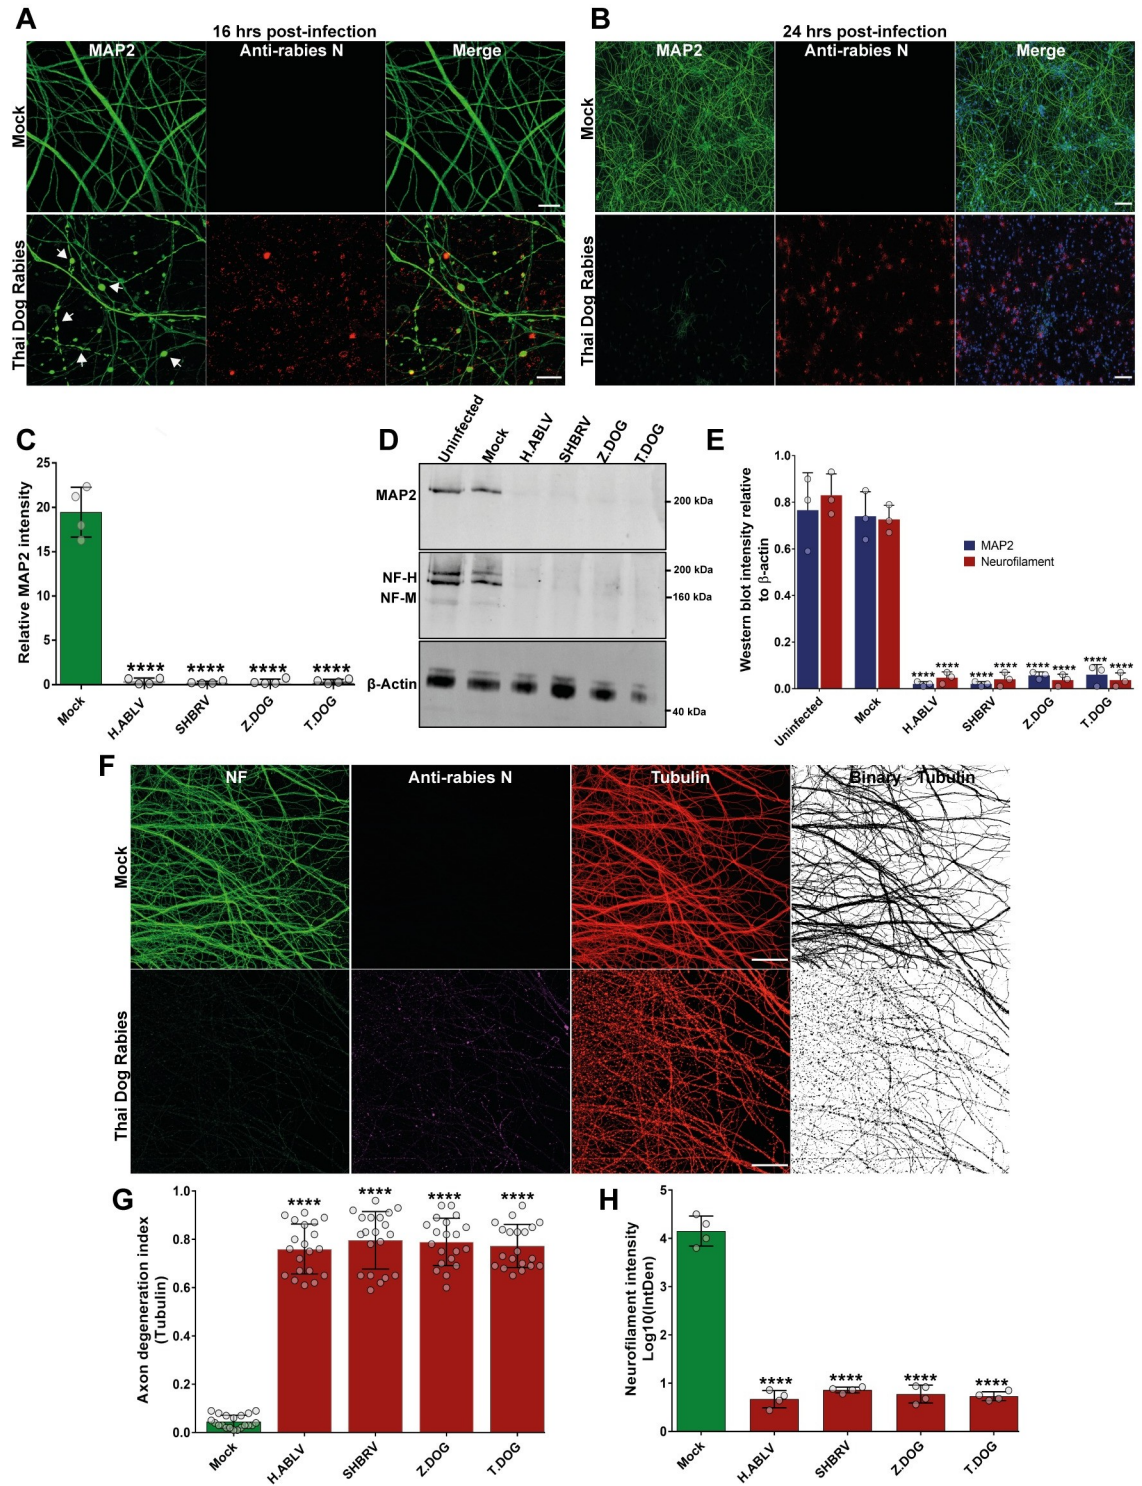 A
16 hrs post-infection
MAP2
Anti-rabies N
Merge
Mock
Thai Dog Rabies
B
24 hrs post-infection
MAP2
Anti-rabies N
Merge
Mock
Thai Dog Rabies
C
Relative MAP2 intensity
25
20
15
10
5
0
**** **** **** ****
Mock
H.ABLV
SHBRV
Z.DOG
T.DOG
D
Uninfected
Mock
H.ABLV
SHBRV
Z.DOG
T.DOG
MAP2
200 kDa
NF-H
200 kDa
NF-M
160 kDa
β-Actin
40 kDa
E
Western blot intensity relative
to β-actin
1.0
0.8
0.6
0.4
0.2
0.0
MAP2
Neurofilament
**** **** **** **** **** **** **** ****
Uninfected
Mock
H.ABLV
SHBRV
Z.DOG
T.DOG
F
NF
Anti-rabies N
Tubulin
Binary - Tubulin
Mock
Thai Dog Rabies
G
Axon degeneration index
(Tubulin)
1.0
0.8
0.6
0.4
0.2
0.0
**** **** **** ****
Mock
H.ABLV
SHBRV
Z.DOG
T.DOG
H
Neurofilament intensity
Log10(IntDen)
5
4
3
2
1
0
**** **** **** ****
Mock
H.ABLV
SHBRV
Z.DOG
T.DOG